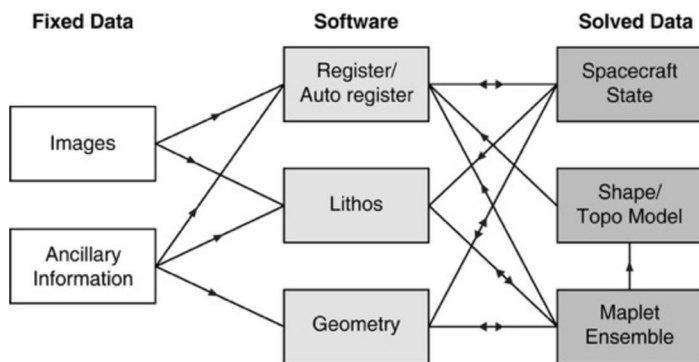 Fixed Data
Software
Solved Data
Register/
Auto register
Spacecraft
State
Images
Lithos
Shape/
Topo Model
Ancillary
Information
Geometry
Maplet
Ensemble